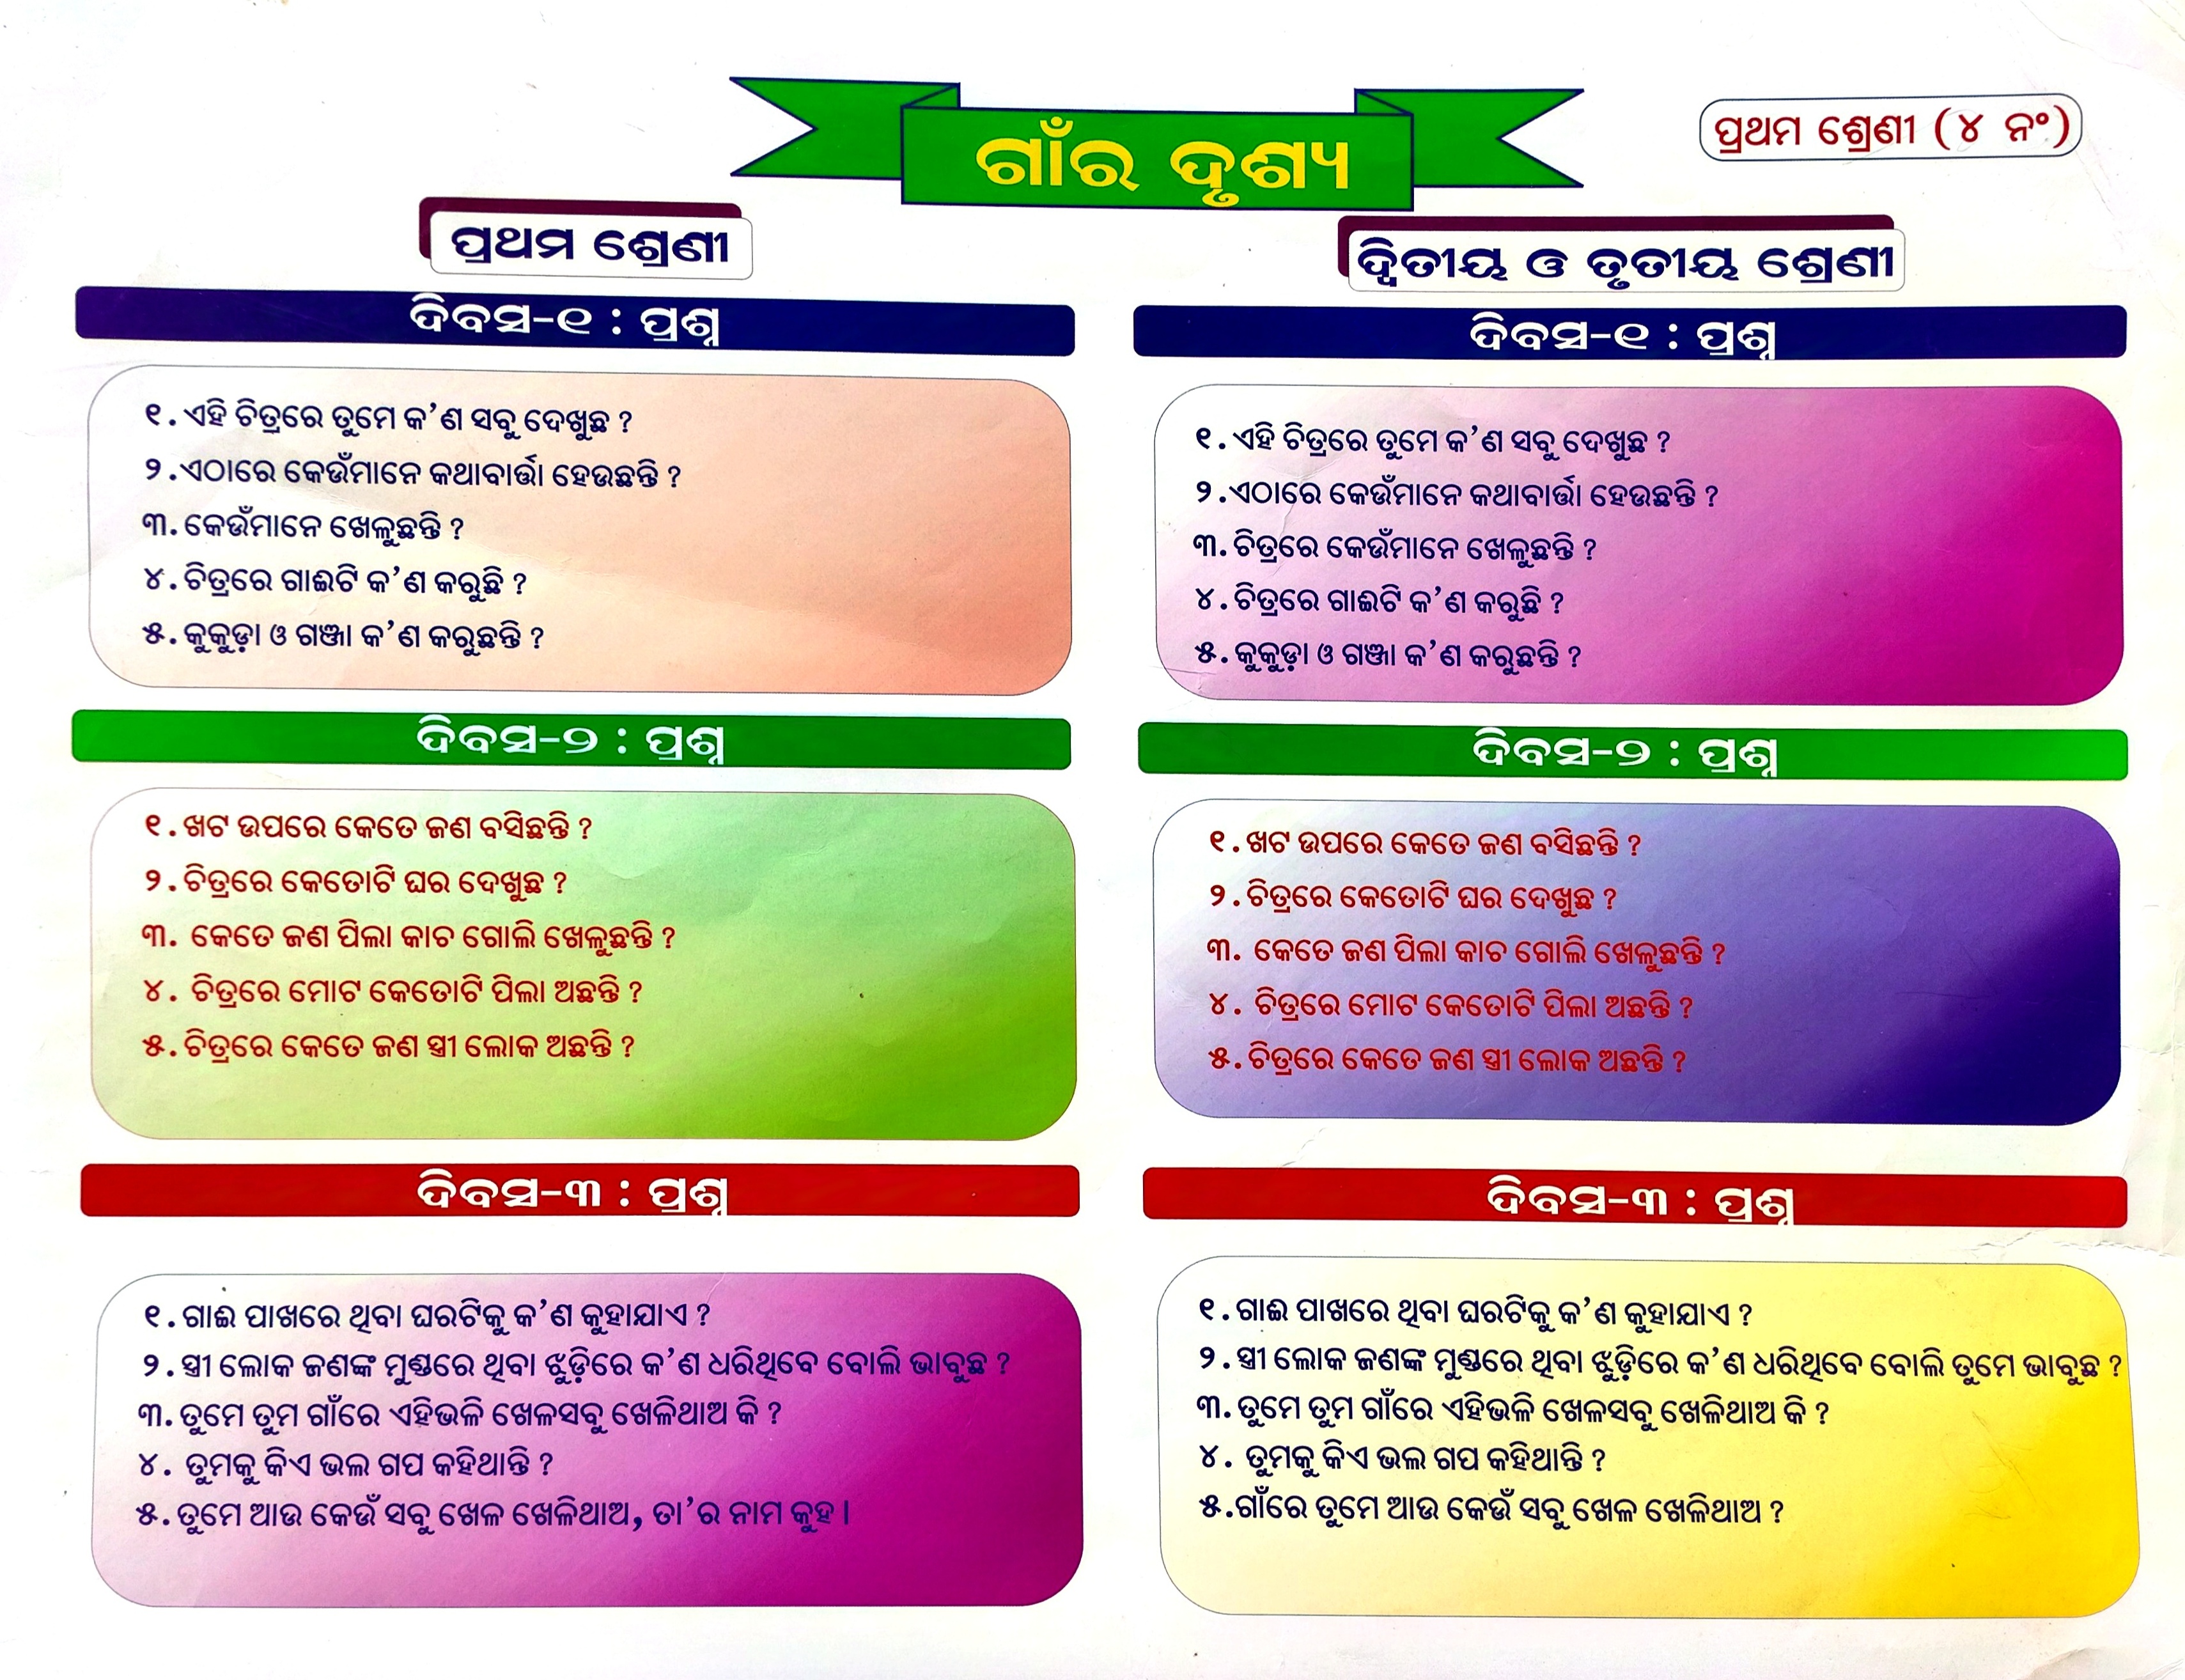 ଗାଁର ଦୃଶ୍ୟ
ପ୍ରଥମ ଶ୍ରେଣୀ (୪ ନଂ)
ପ୍ରଥମ ଶ୍ରେଣୀ
ଦିବସ-୧ : ପ୍ରଶ୍ନ
୧. ଏହି ଚିତ୍ରରେ ତୁମେ କ'ଣ ସବୁ ଦେଖୁଛ ?
୨. ଏଠାରେ କେଉଁମାନେ କଥାବାର୍ତ୍ତା ହେଉଛନ୍ତି ?
୩. କେଉଁମାନେ ଖେଳୁଛନ୍ତି ?
୪. ଚିତ୍ରରେ ଗାଈଟି କ'ଣ କରୁଛି ?
୫. କୁକୁଡ଼ା ଓ ଗଞ୍ଜା କ'ଣ କରୁଛନ୍ତି ?
ଦିବସ-୨ : ପ୍ରଶ୍ନ
୧. ଖଟ ଉପରେ କେତେ ଜଣ ବସିଛନ୍ତି ?
୨. ଚିତ୍ରରେ କେତୋଟି ଘର ଦେଖୁଛ ?
୩. କେତେ ଜଣ ପିଲା କାଚ ଗୋଲି ଖେଳୁଛନ୍ତି ?
୪. ଚିତ୍ରରେ ମୋଟ କେତୋଟି ପିଲା ଅଛନ୍ତି ?
୫. ଚିତ୍ରରେ କେତେ ଜଣ ସ୍ତ୍ରୀ ଲୋକ ଅଛନ୍ତି ?
ଦିବସ-୩ : ପ୍ରଶ୍ନ
୧. ଗାଈ ପାଖରେ ଥିବା ଘରଟିକୁ କ'ଣ କୁହାଯାଏ ?
୨. ସ୍ତ୍ରୀ ଲୋକ ଜଣଙ୍କ ମୁଣ୍ଡରେ ଥିବା ଝୁଡ଼ିରେ କ'ଣ ଧରିଥିବେ ବୋଲି ଭାବୁଛ ?
୩. ତୁମେ ତୁମ ଗାଁରେ ଏହିଭଳି ଖେଳସବୁ ଖେଳିଥାଅ କି ?
୪. ତୁମକୁ କିଏ ଭଲ ଗପ କହିଥାନ୍ତି ?
୫. ତୁମେ ଆଉ କେଉଁ ସବୁ ଖେଳ ଖେଳିଥାଅ, ତା'ର ନାମ କୁହ ।
ଦ୍ୱିତୀୟ ଓ ତୃତୀୟ ଶ୍ରେଣୀ
ଦିବସ-୧ : ପ୍ରଶ୍ନ
୧. ଏହି ଚିତ୍ରରେ ତୁମେ କ'ଣ ସବୁ ଦେଖୁଛ ?
୨. ଏଠାରେ କେଉଁମାନେ କଥାବାର୍ତ୍ତା ହେଉଛନ୍ତି ?
୩. ଚିତ୍ରରେ କେଉଁମାନେ ଖେଳୁଛନ୍ତି ?
୪. ଚିତ୍ରରେ ଗାଈଟି କ'ଣ କରୁଛି ?
୫. କୁକୁଡ଼ା ଓ ଗଞ୍ଜା କ'ଣ କରୁଛନ୍ତି ?
ଦିବସ-୨ : ପ୍ରଶ୍ନ
୧. ଖଟ ଉପରେ କେତେ ଜଣ ବସିଛନ୍ତି ?
୨. ଚିତ୍ରରେ କେତୋଟି ଘର ଦେଖୁଛ ?
୩. କେତେ ଜଣ ପିଲା କାଚ ଗୋଲି ଖେଳୁଛନ୍ତି ?
୪. ଚିତ୍ରରେ ମୋଟ କେତୋଟି ପିଲା ଅଛନ୍ତି ?
୫. ଚିତ୍ରରେ କେତେ ଜଣ ସ୍ତ୍ରୀ ଲୋକ ଅଛନ୍ତି ?
ଦିବସ-୩ : ପ୍ରଶ୍ନ
୧. ଗାଈ ପାଖରେ ଥିବା ଘରଟିକୁ କ'ଣ କୁହାଯାଏ ?
୨. ସ୍ତ୍ରୀ ଲୋକ ଜଣଙ୍କ ମୁଣ୍ଡରେ ଥିବା ଝୁଡ଼ିରେ କ'ଣ ଧରିଥିବେ ବୋଲି ତୁମେ ଭାବୁଛ ?
୩. ତୁମେ ତୁମ ଗାଁରେ ଏହିଭଳି ଖେଳସବୁ ଖେଳିଥାଅ କି ?
୪. ତୁମକୁ କିଏ ଭଲ ଗପ କହିଥାନ୍ତି ?
୫. ଗାଁରେ ତୁମେ ଆଉ କେଉଁ ସବୁ ଖେଳ ଖେଳିଥାଅ ?